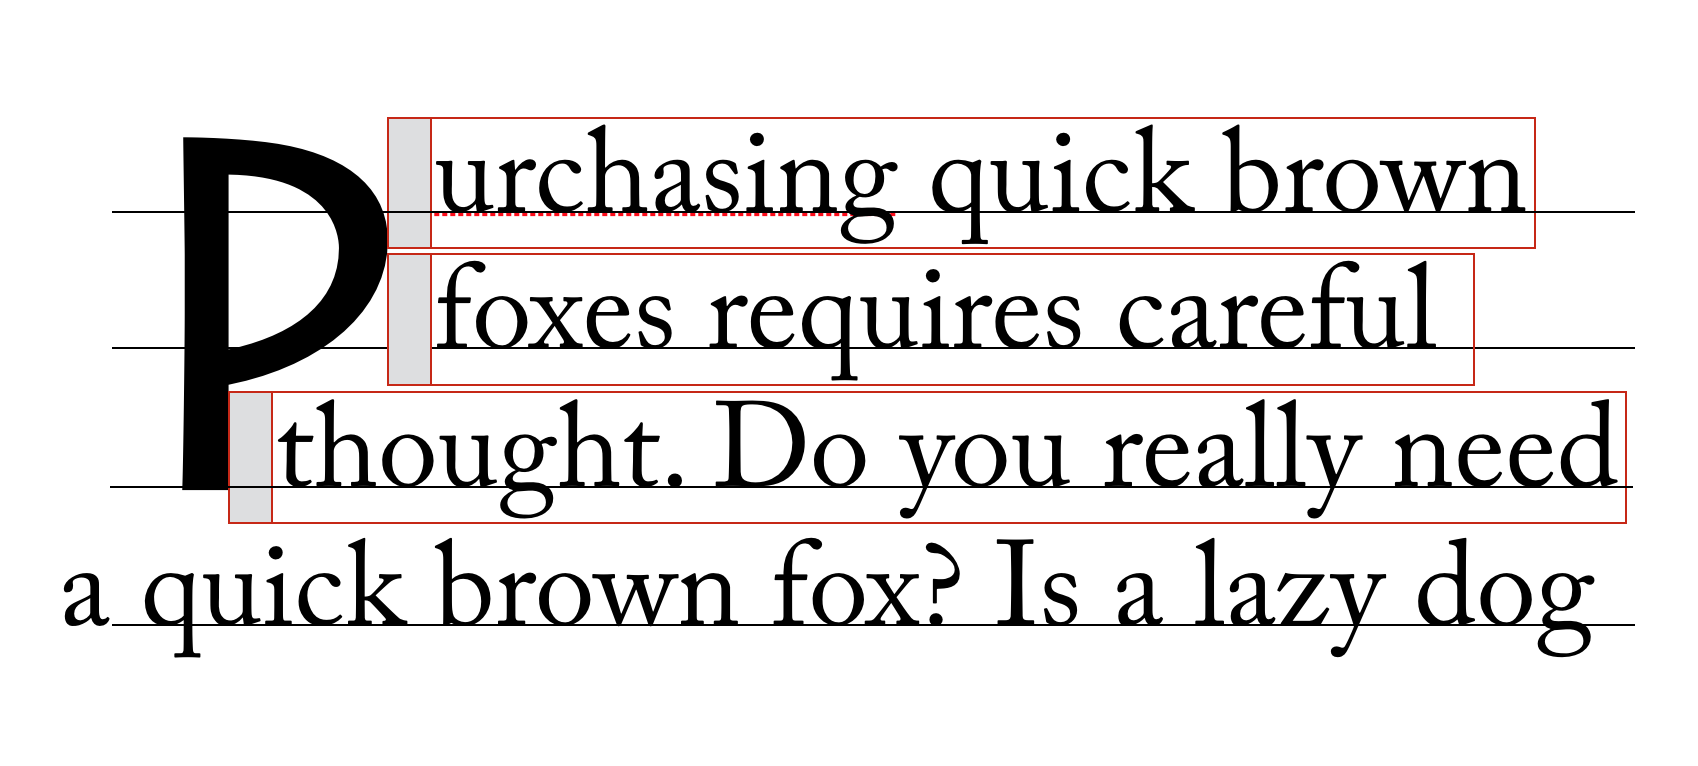 Purchasing quick brown
foxes requires careful
thought. Do you really need
a quick brown fox? Is a lazy dog